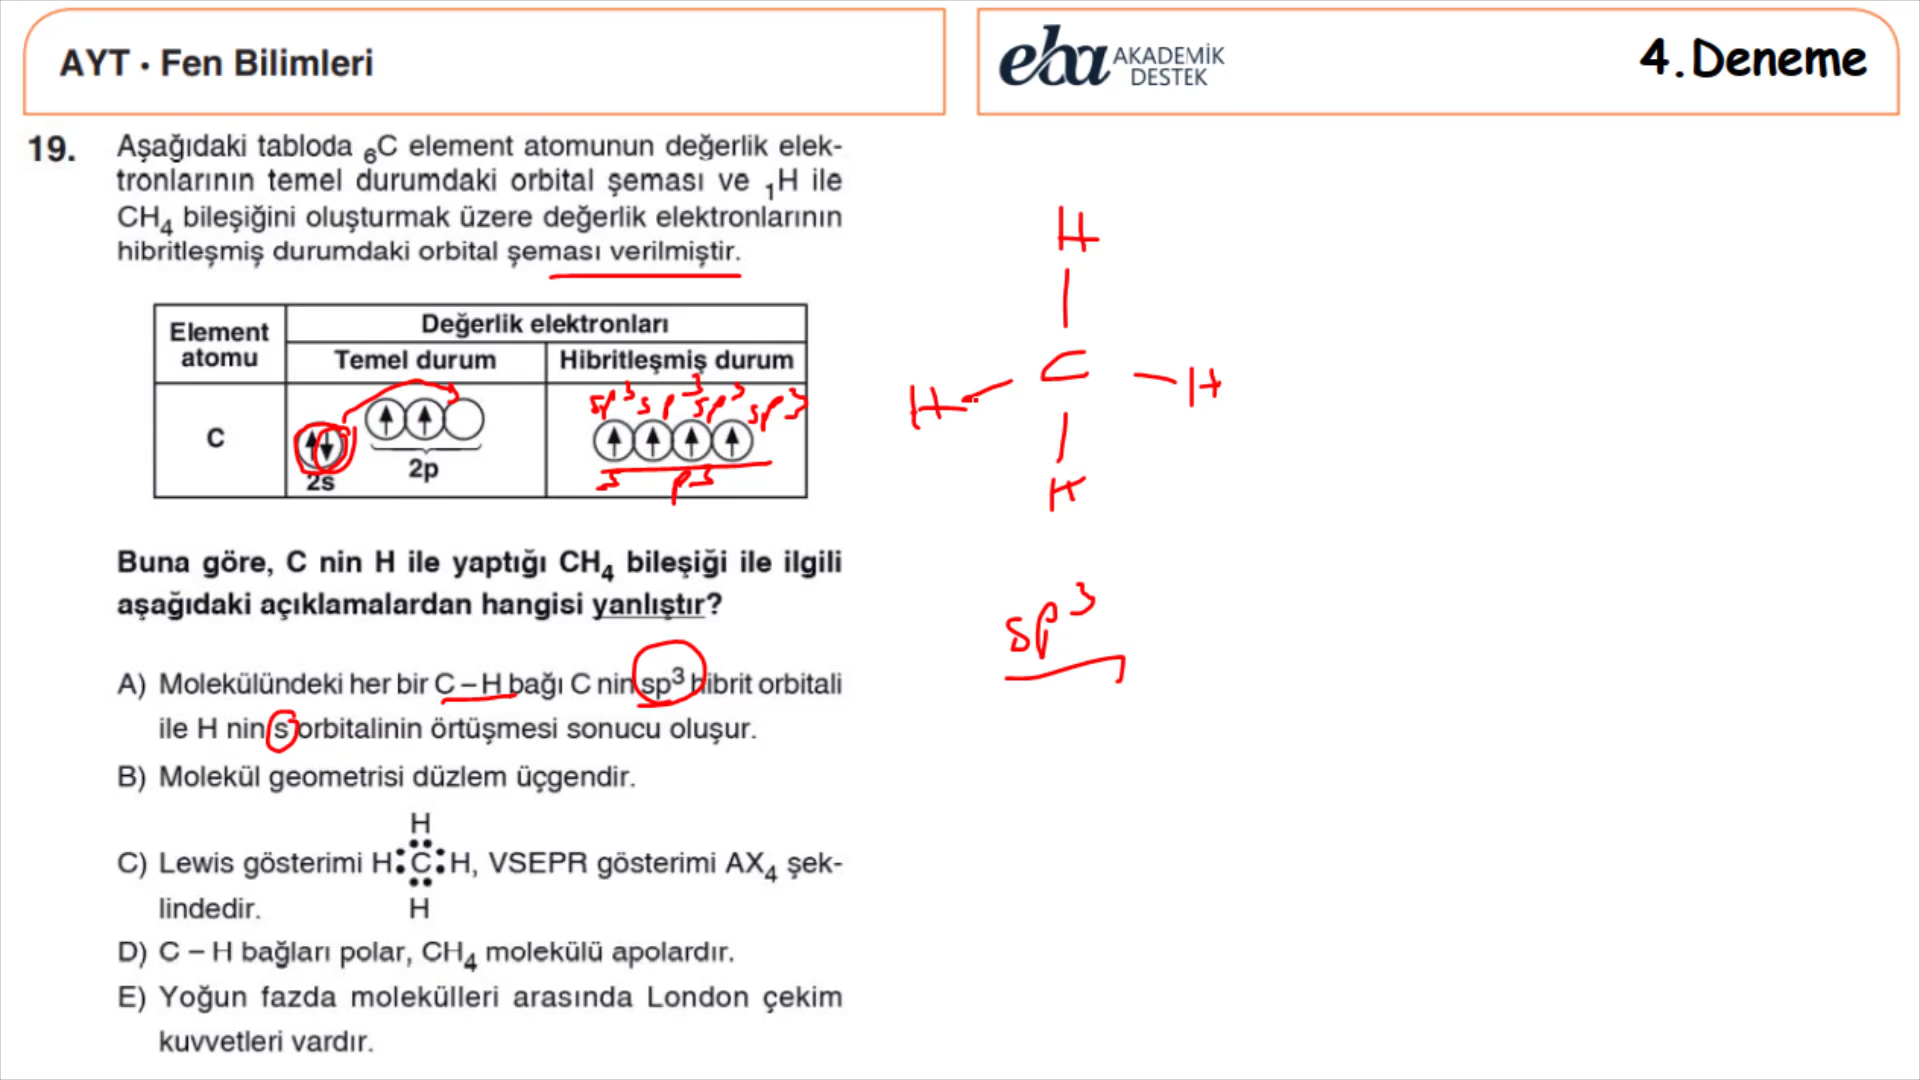 AYT • Fen Bilimleri
eba AKADEMİK
DESTEK
4.Deneme
19. Aşağıdaki tabloda ₆C element atomunun değerlik elek-
tronlarının temel durumdaki orbital şeması ve ₁H ile
CH₄ bileşiğini oluşturmak üzere değerlik elektronlarının
hibritleşmiş durumdaki orbital şeması verilmiştir.
Element
atomu
Değerlik elektronları
Temel durum
Hibritleşmiş durum
sp³ sp³ sp³ sp³
C
2s
2p
s p³
H
H C H
H
sp³
Buna göre, C nin H ile yaptığı CH₄ bileşiği ile ilgili
aşağıdaki açıklamalardan hangisi yanlıştır?
A) Molekülündeki her bir C – H bağı C nin sp³ hibrit orbitali
ile H nin s orbitalinin örtüşmesi sonucu oluşur.
B) Molekül geometrisi düzlem üçgendir.
H
C) Lewis gösterimi H:C:H, VSEPR gösterimi AX₄ şek-
lindedir.
H
D) C – H bağları polar, CH₄ molekülü apolardır.
E) Yoğun fazda molekülleri arasında London çekim
kuvvetleri vardır.